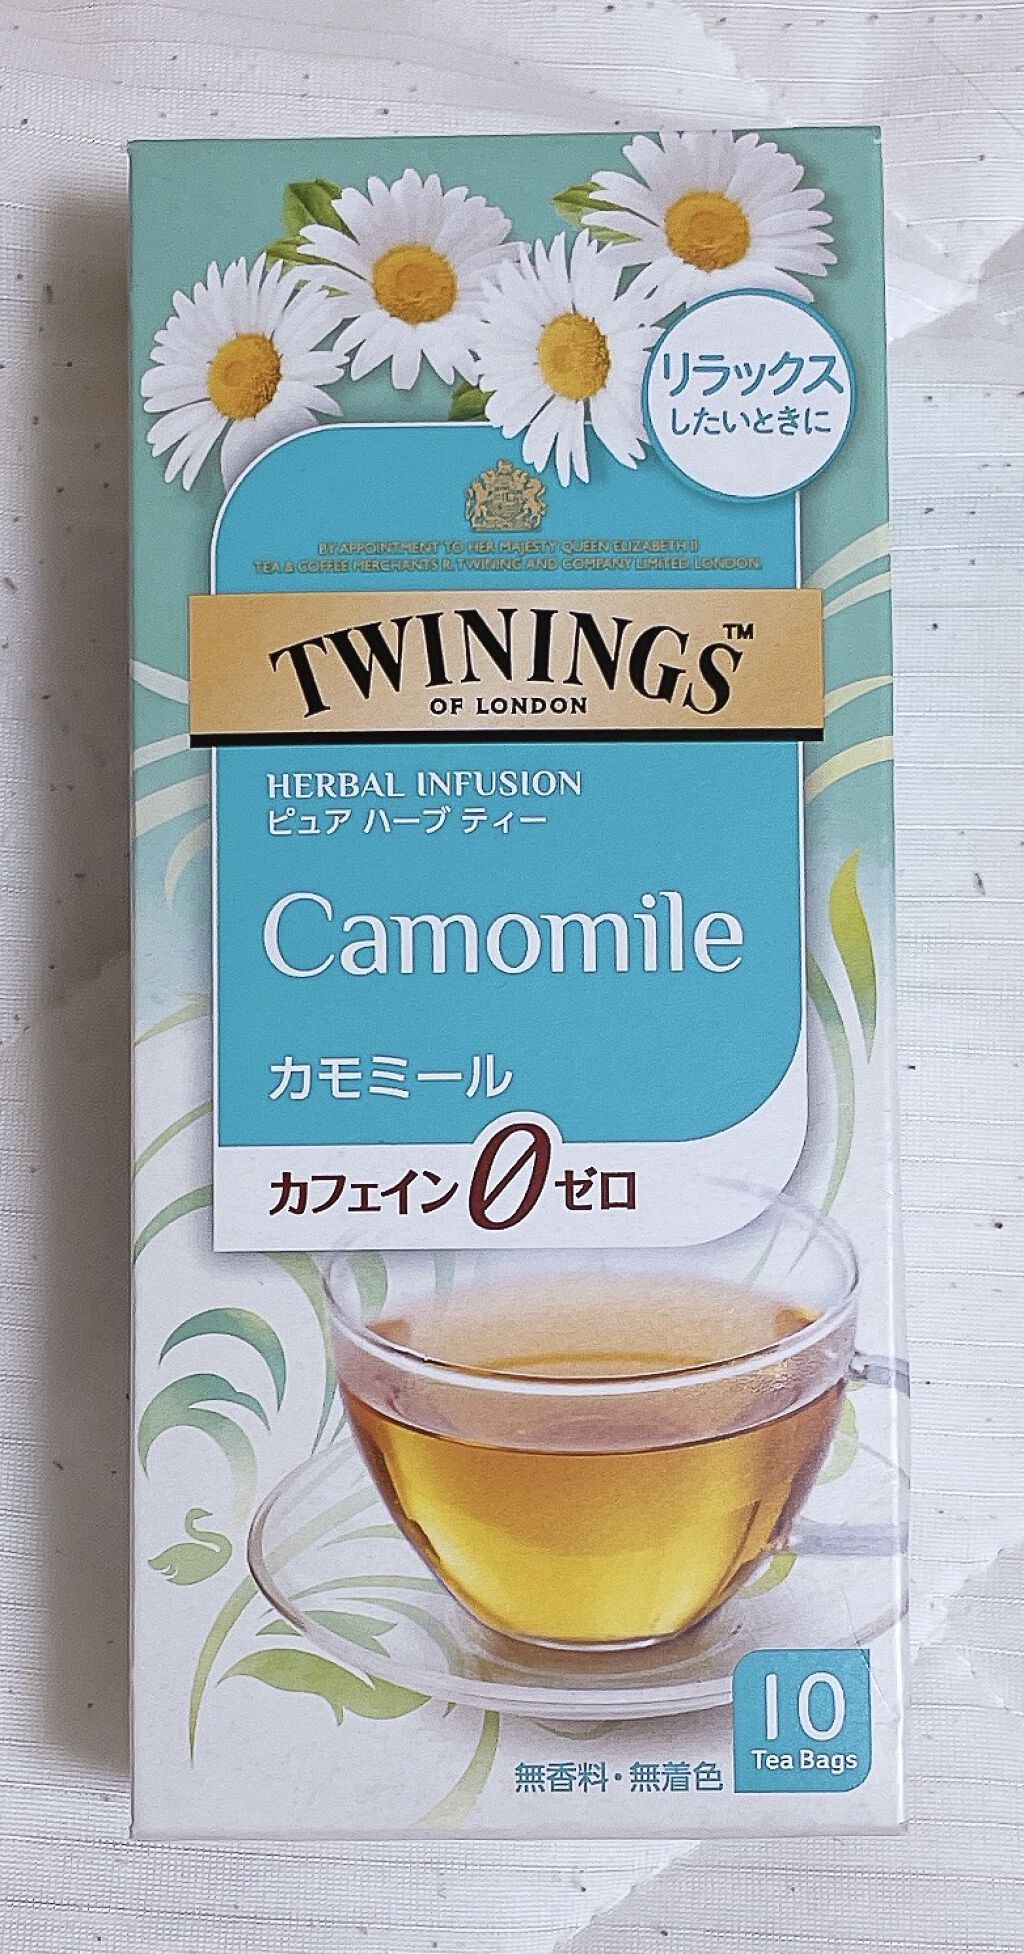 リラックス
したいときに
BY APPOINTMENT TO HER MAJESTY QUEEN ELIZABETH II
TEA & COFFEE MERCHANTS R. TWINING AND COMPANY LIMITED, LONDON.
TWININGS™
OF LONDON
HERBAL INFUSION
ピュア ハーブ ティー
Camomile
カモミール
カフェイン0ゼロ
10
Tea Bags
無香料・無着色